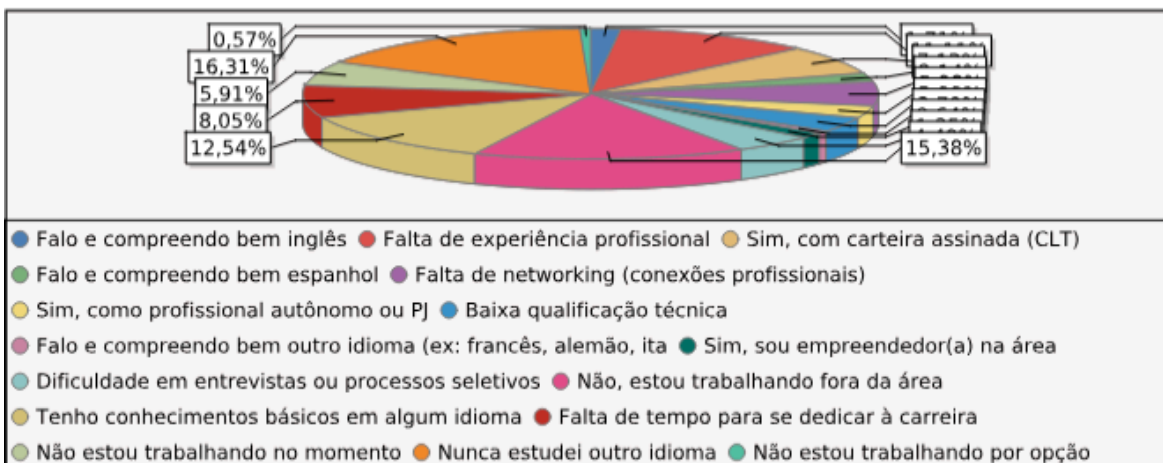 0,57%
16,31%
5,91%
8,05%
12,54%
15,38%
Falo e compreendo bem inglês Falta de experiência profissional Sim, com carteira assinada (CLT)
Falo e compreendo bem espanhol Falta de networking (conexões profissionais)
Sim, como profissional autônomo ou PJ Baixa qualificação técnica
Falo e compreendo bem outro idioma (ex: francês, alemão, ita Sim, sou empreendedor(a) na área
Dificuldade em entrevistas ou processos seletivos Não, estou trabalhando fora da área
Tenho conhecimentos básicos em algum idioma Falta de tempo para se dedicar à carreira
Não estou trabalhando no momento Nunca estudei outro idioma Não estou trabalhando por opção